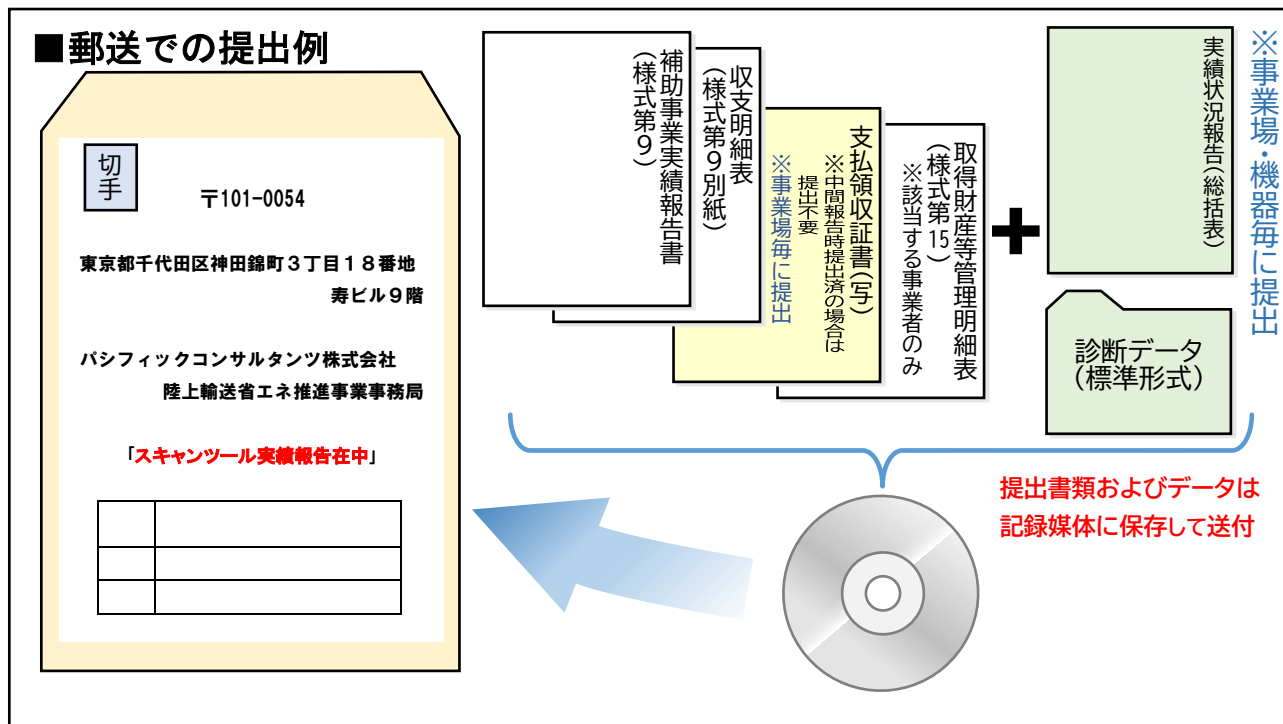 ■郵送での提出例
切手
〒101-0054
東京都千代田区神田錦町３丁目１８番地
寿ビル９階
パシフィックコンサルタンツ株式会社
陸上輸送省エネ推進事業事務局
「スキャンツール実績報告在中」
補助事業実績報告書
(様式第９)
収支明細表
(様式第９別紙)
支払領収証書(写)
※中間報告時提出済の場合は
提出不要
※事業場毎に提出
取得財産等管理明細表
(様式第15)
※該当する事業者のみ
実績状況報告(総括表)
※事業場・機器毎に提出
診断データ
(標準形式)
提出書類およびデータは
記録媒体に保存して送付